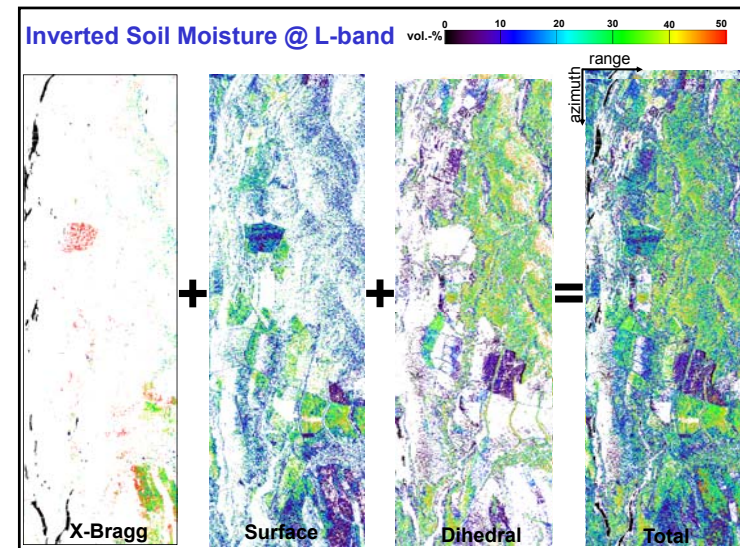 Inverted Soil Moisture @ L-band
vol.-%
0 10 20 30 40 50
range
azimuth
+ + =
X-Bragg
Surface
Dihedral
Total